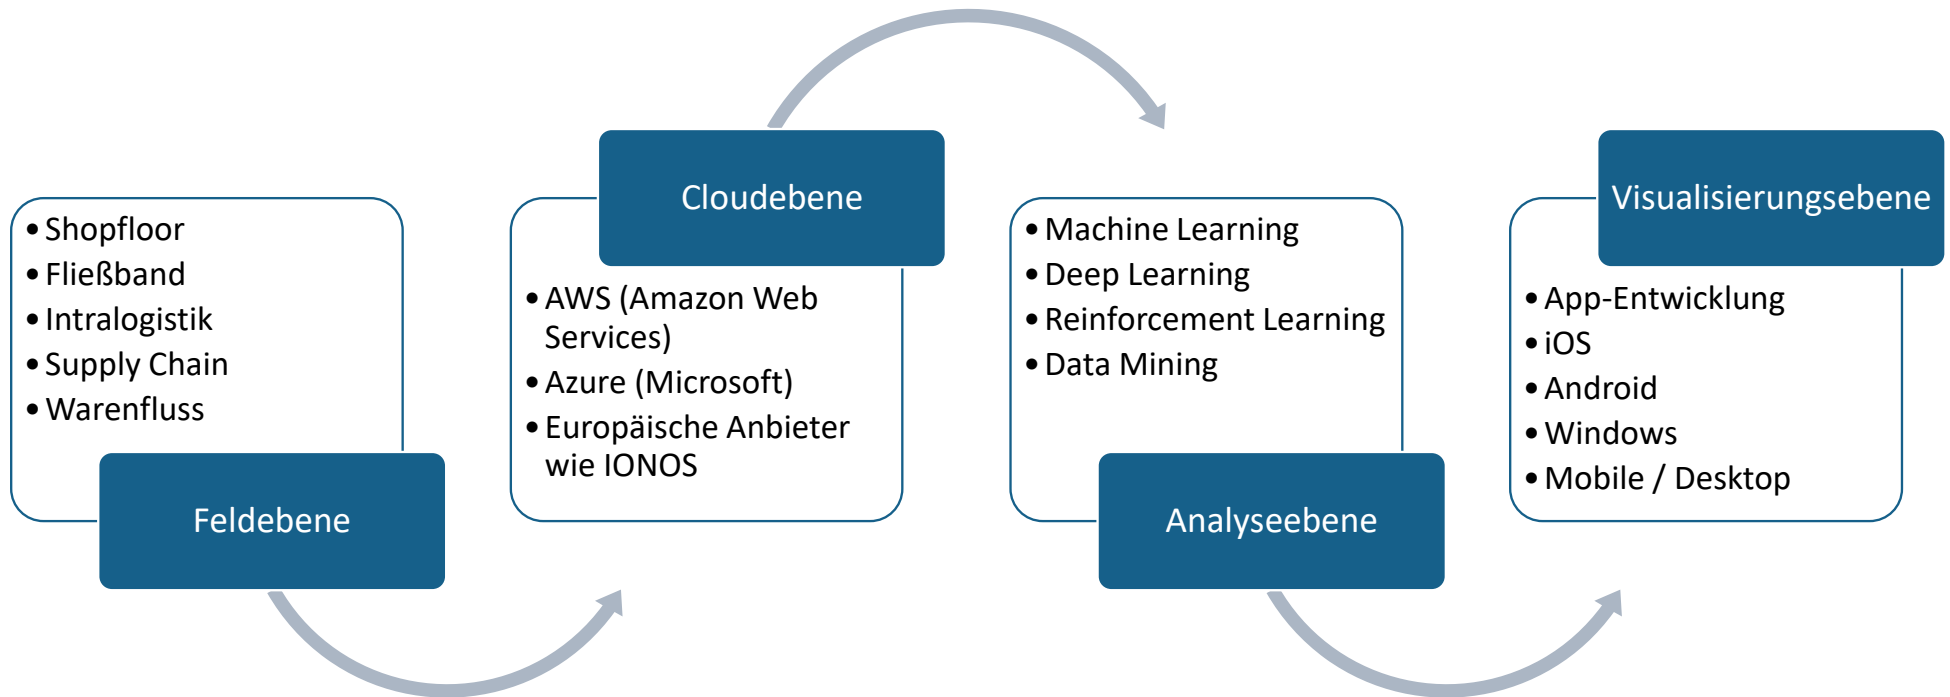 • Shopfloor
• Fließband
• Intralogistik
• Supply Chain
• Warenfluss
Feldebene
Cloudebene
• AWS (Amazon Web
Services)
• Azure (Microsoft)
• Europäische Anbieter
wie IONOS
• Machine Learning
• Deep Learning
• Reinforcement Learning
• Data Mining
Analyseebene
Visualisierungsebene
• App-Entwicklung
• iOS
• Android
• Windows
• Mobile / Desktop